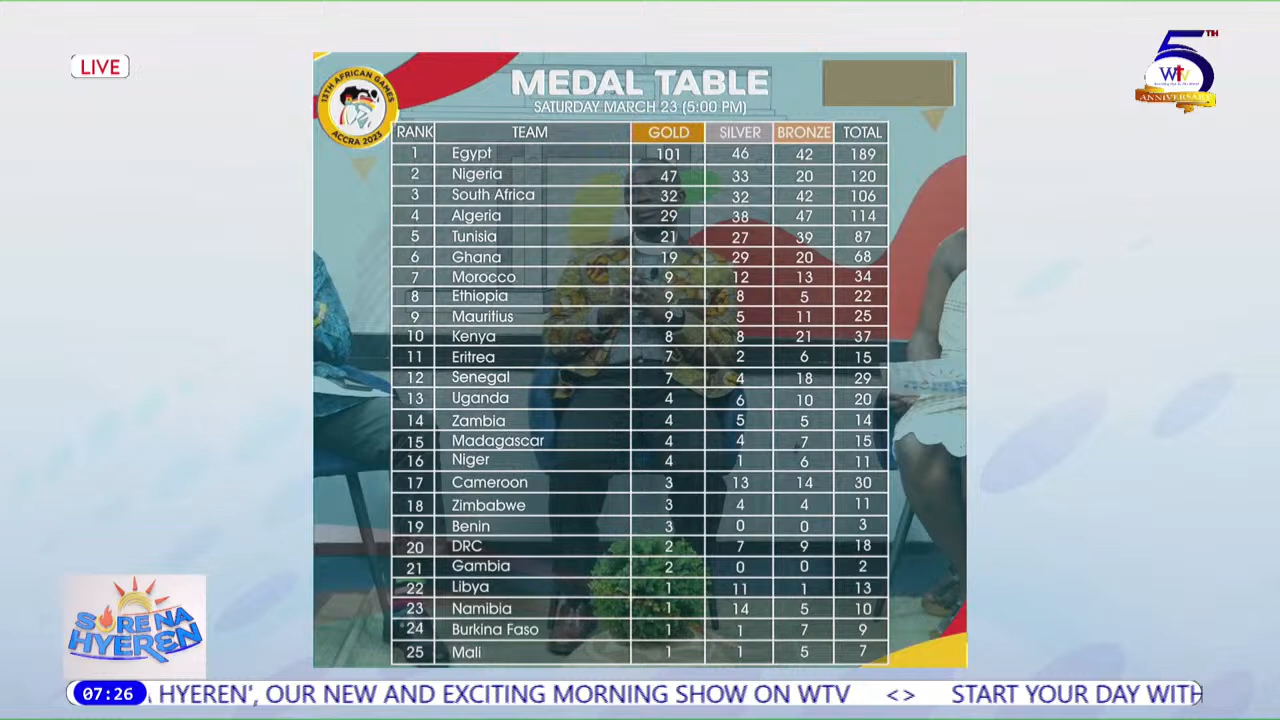 LIVE
5TH
WTV
ANNIVERSARY
13TH AFRICAN GAMES
ACCRA 2023
MEDAL TABLE
SATURDAY MARCH 23 (5:00 PM)
RANK TEAM GOLD SILVER BRONZE TOTAL
1 Egypt 101 46 42 189
2 Nigeria 47 33 20 120
3 South Africa 32 32 42 106
4 Algeria 29 38 47 114
5 Tunisia 21 27 39 87
6 Ghana 19 29 20 68
7 Morocco 9 12 13 34
8 Ethiopia 9 8 5 22
9 Mauritius 9 5 11 25
10 Kenya 8 8 21 37
11 Eritrea 7 2 6 15
12 Senegal 7 4 18 29
13 Uganda 4 6 10 20
14 Zambia 4 5 5 14
15 Madagascar 4 4 7 15
16 Niger 4 1 6 11
17 Cameroon 3 13 14 30
18 Zimbabwe 3 4 4 11
19 Benin 3 0 0 3
20 DRC 2 7 9 18
21 Gambia 2 0 0 2
22 Libya 1 11 1 13
23 Namibia 1 14 5 10
24 Burkina Faso 1 1 7 9
25 Mali 1 1 5 7
SORE NA
HYEREN
07:26 A HYEREN', OUR NEW AND EXCITING MORNING SHOW ON WTV <> START YOUR DAY WITH